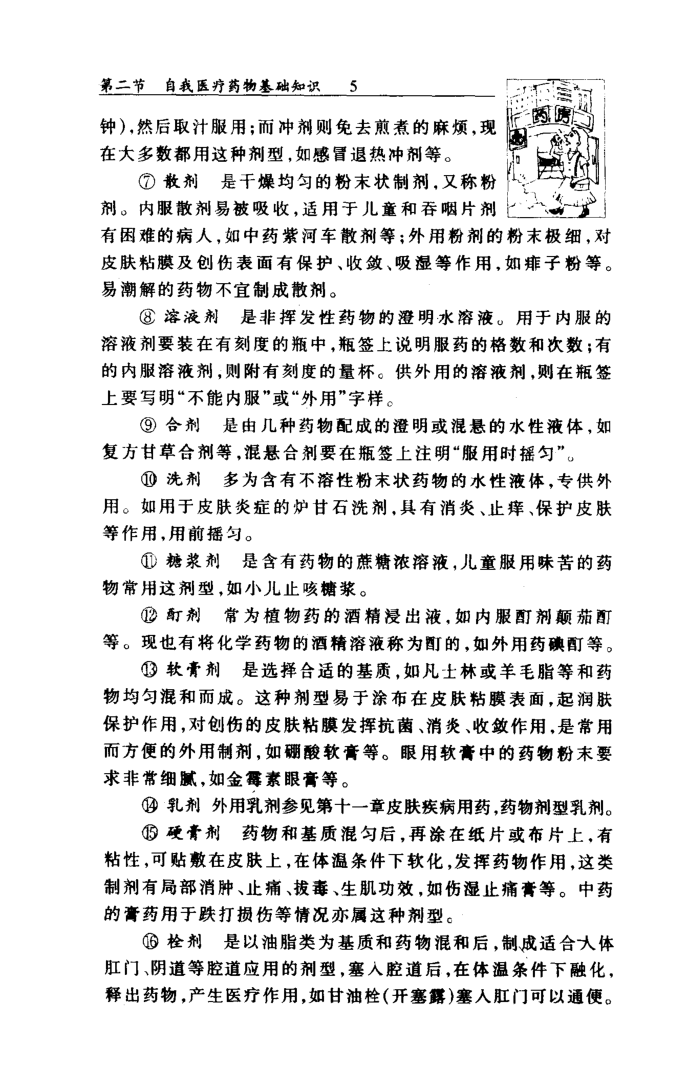 第二节 自我医疗药物基础知识 5
药房
钟),然后取汁服用;而冲剂则免去煎煮的麻烦,现
在大多数都用这种剂型,如感冒退热冲剂等。
⑦ 散剂 是干燥均匀的粉末状制剂,又称粉
剂。内服散剂易被吸收,适用于儿童和吞咽片剂
有困难的病人,如中药紫河车散剂等;外用粉剂的粉末极细,对
皮肤粘膜及创伤表面有保护、收敛、吸湿等作用,如痱子粉等。
易潮解的药物不宜制成散剂。
⑧ 溶液剂 是非挥发性药物的澄明水溶液。用于内服的
溶液剂要装在有刻度的瓶中,瓶签上说明服药的格数和次数;有
的内服溶液剂,则附有刻度的量杯。供外用的溶液剂,则在瓶签
上要写明“不能内服”或“外用”字样。
⑨ 合剂 是由几种药物配成的澄明或混悬的水性液体,如
复方甘草合剂等,混悬合剂要在瓶签上注明“服用时摇匀”。
⑩ 洗剂 多为含有不溶性粉末状药物的水性液体,专供外
用。如用于皮肤炎症的炉甘石洗剂,具有消炎、止痒、保护皮肤
等作用,用前摇匀。
⑪ 糖浆剂 是含有药物的蔗糖浓溶液,儿童服用味苦的药
物常用这剂型,如小儿止咳糖浆。
⑫ 酊剂 常为植物药的酒精浸出液,如内服酊剂颠茄酊
等。现也有将化学药物的酒精溶液称为酊的,如外用药碘酊等。
⑬ 软膏剂 是选择合适的基质,如凡士林或羊毛脂等和药
物均匀混和而成。这种剂型易于涂布在皮肤粘膜表面,起润肤
保护作用,对创伤的皮肤粘膜发挥抗菌、消炎、收敛作用,是常用
而方便的外用制剂,如硼酸软膏等。眼用软膏中的药物粉末要
求非常细腻,如金霉素眼膏等。
⑭ 乳剂 外用乳剂参见第十一章皮肤疾病用药,药物剂型乳剂。
⑮ 硬膏剂 药物和基质混匀后,再涂在纸片或布片上,有
粘性,可贴敷在皮肤上,在体温条件下软化,发挥药物作用,这类
制剂有局部消肿、止痛、拔毒、生肌功效,如伤湿止痛膏等。中药
的膏药用于跌打损伤等情况亦属这种剂型。
⑯ 栓剂 是以油脂类为基质和药物混和后,制成适合人体
肛门、阴道等腔道应用的剂型,塞入腔道后,在体温条件下融化,
释出药物,产生医疗作用,如甘油栓(开塞露)塞入肛门可以通便。